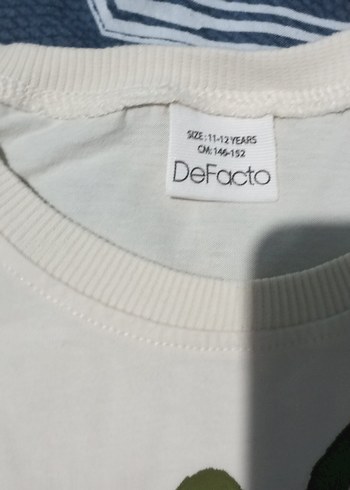 SIZE: 11-12 YEARS
CM: 146-152
DeFacto